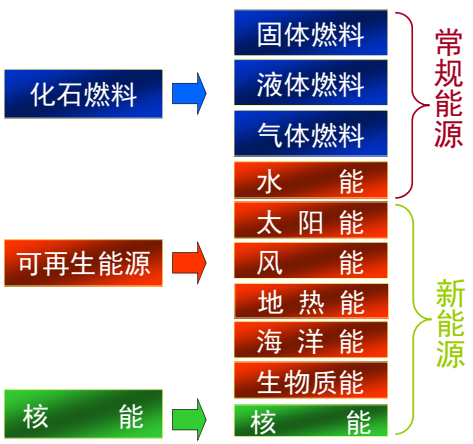 化石燃料
可再生能源
核 能
固体燃料
液体燃料
气体燃料
水 能
太 阳 能
风 能
地 热 能
海 洋 能
生物质能
核 能
常规能源
新能源